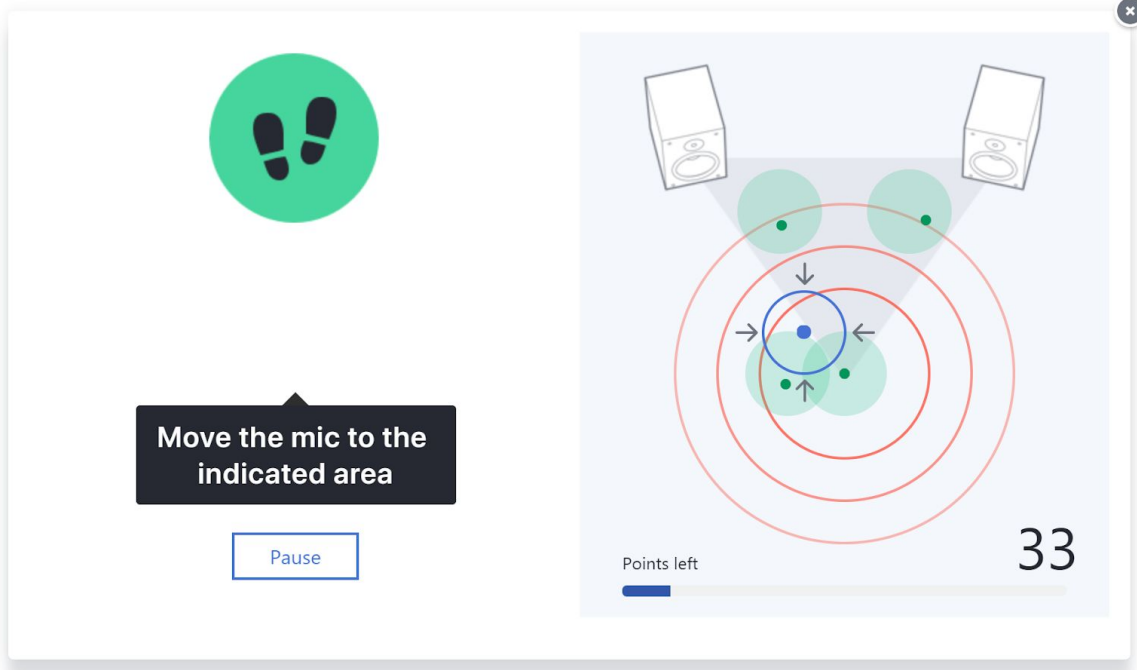 Move the mic to the
indicated area
Pause
Points left
33